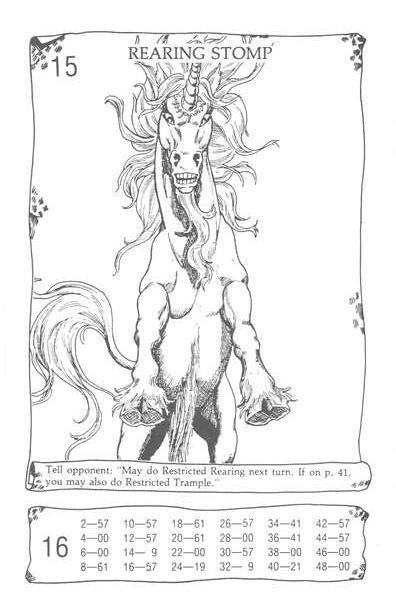 REARING STOMP
15
Tell opponent: "May do Restricted Rearing next turn. If on p. 41,
you may also do Restricted Trample."
16
2—57 10—57 18—61 26—57 34—41 42—57
4—00 12—57 20—61 28—00 36—41 44—57
6—00 14— 9 22—00 30—57 38—00 46—00
8—61 16—57 24—19 32— 9 40—21 48—00